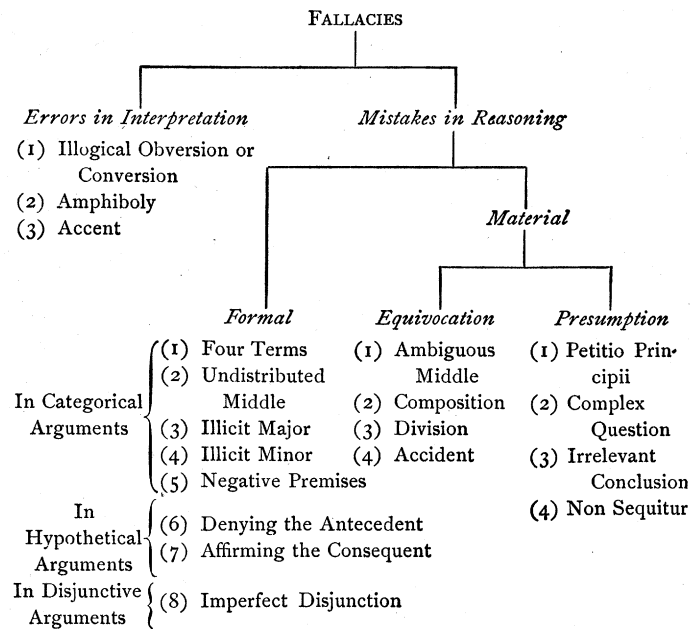 FALLACIES
Errors in Interpretation
(1) Illogical Obversion or
Conversion
(2) Amphiboly
(3) Accent
Mistakes in Reasoning
Material
Formal
In Categorical
Arguments
(1) Four Terms
(2) Undistributed
Middle
(3) Illicit Major
(4) Illicit Minor
(5) Negative Premises
In
Hypothetical
Arguments
(6) Denying the Antecedent
(7) Affirming the Consequent
In Disjunctive
Arguments
(8) Imperfect Disjunction
Equivocation
(1) Ambiguous
Middle
(2) Composition
(3) Division
(4) Accident
Presumption
(1) Petitio Prin-
cipii
(2) Complex
Question
(3) Irrelevant
Conclusion
(4) Non Sequitur